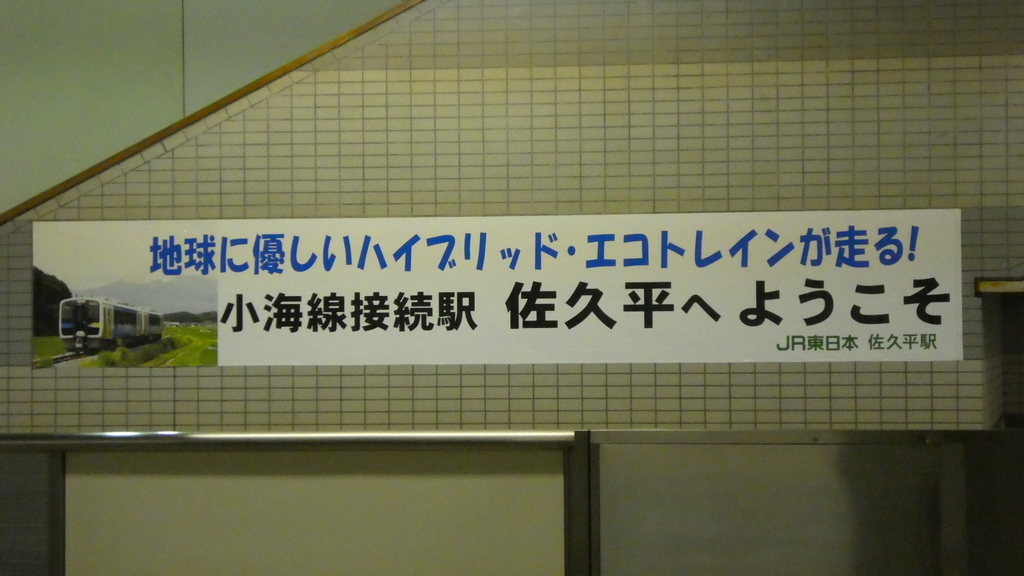 地球に優しいハイブリッド・エコトレインが走る!
小海線接続駅 佐久平へようこそ
JR東日本 佐久平駅